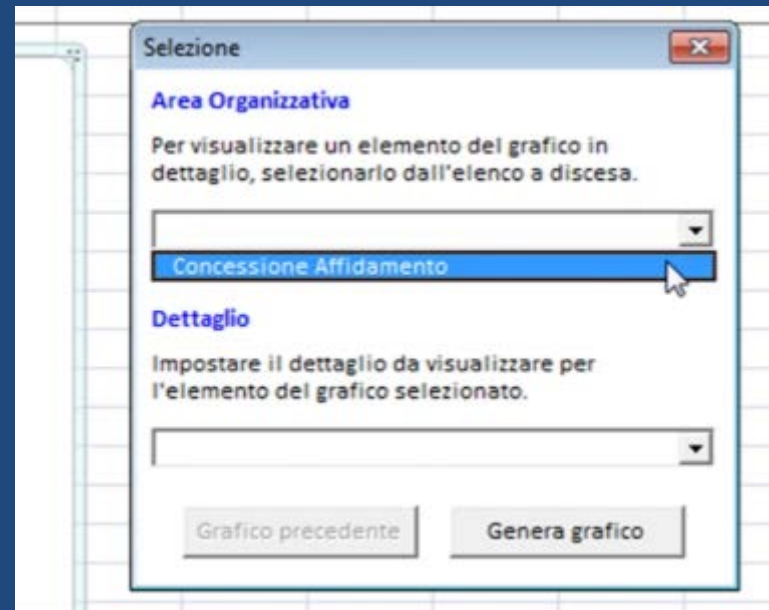 Selezione
Area Organizzativa
Per visualizzare un elemento del grafico in
dettaglio, selezionarlo dall'elenco a discesa.
Concessione Affidamento
Dettaglio
Impostare il dettaglio da visualizzare per
l'elemento del grafico selezionato.
Grafico precedente
Genera grafico